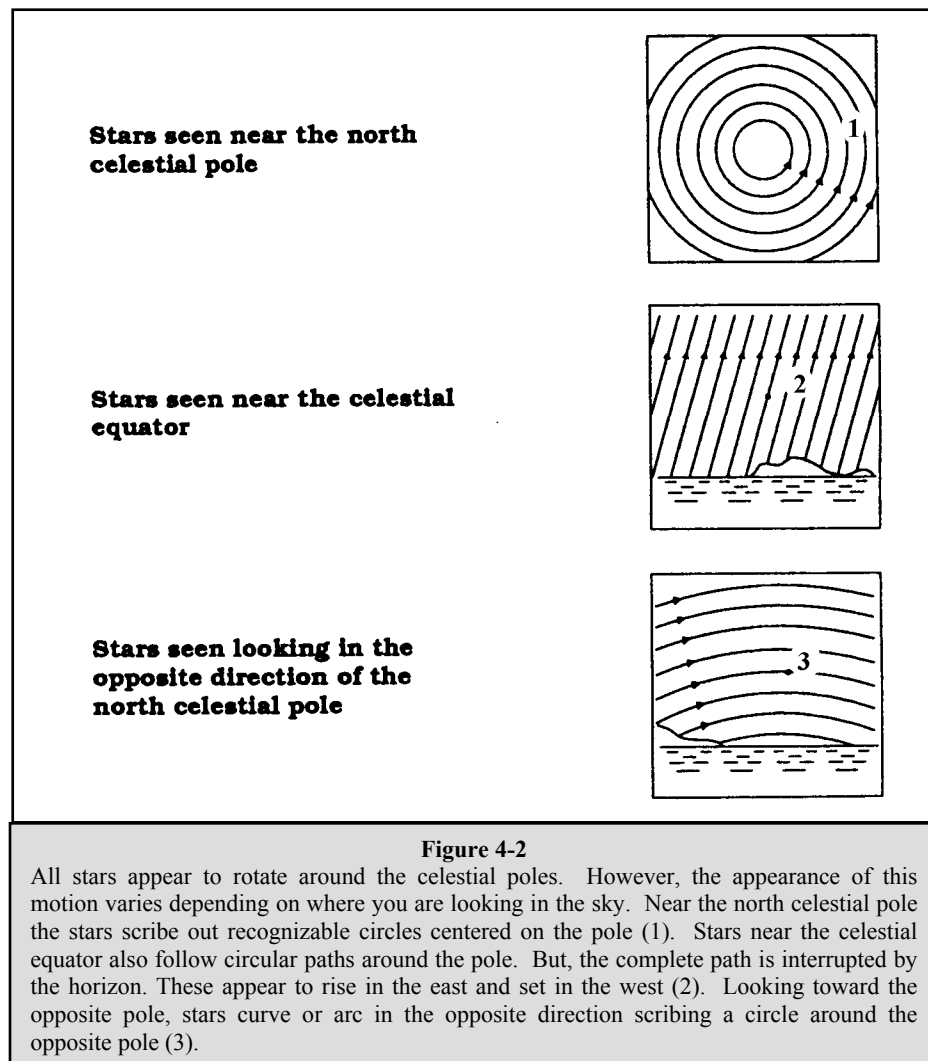 Stars seen near the north
celestial pole
1
Stars seen near the celestial
equator
2
Stars seen looking in the
opposite direction of the
north celestial pole
3
Figure 4-2
All stars appear to rotate around the celestial poles. However, the appearance of this
motion varies depending on where you are looking in the sky. Near the north celestial pole
the stars scribe out recognizable circles centered on the pole (1). Stars near the celestial
equator also follow circular paths around the pole. But, the complete path is interrupted by
the horizon. These appear to rise in the east and set in the west (2). Looking toward the
opposite pole, stars curve or arc in the opposite direction scribing a circle around the
opposite pole (3).